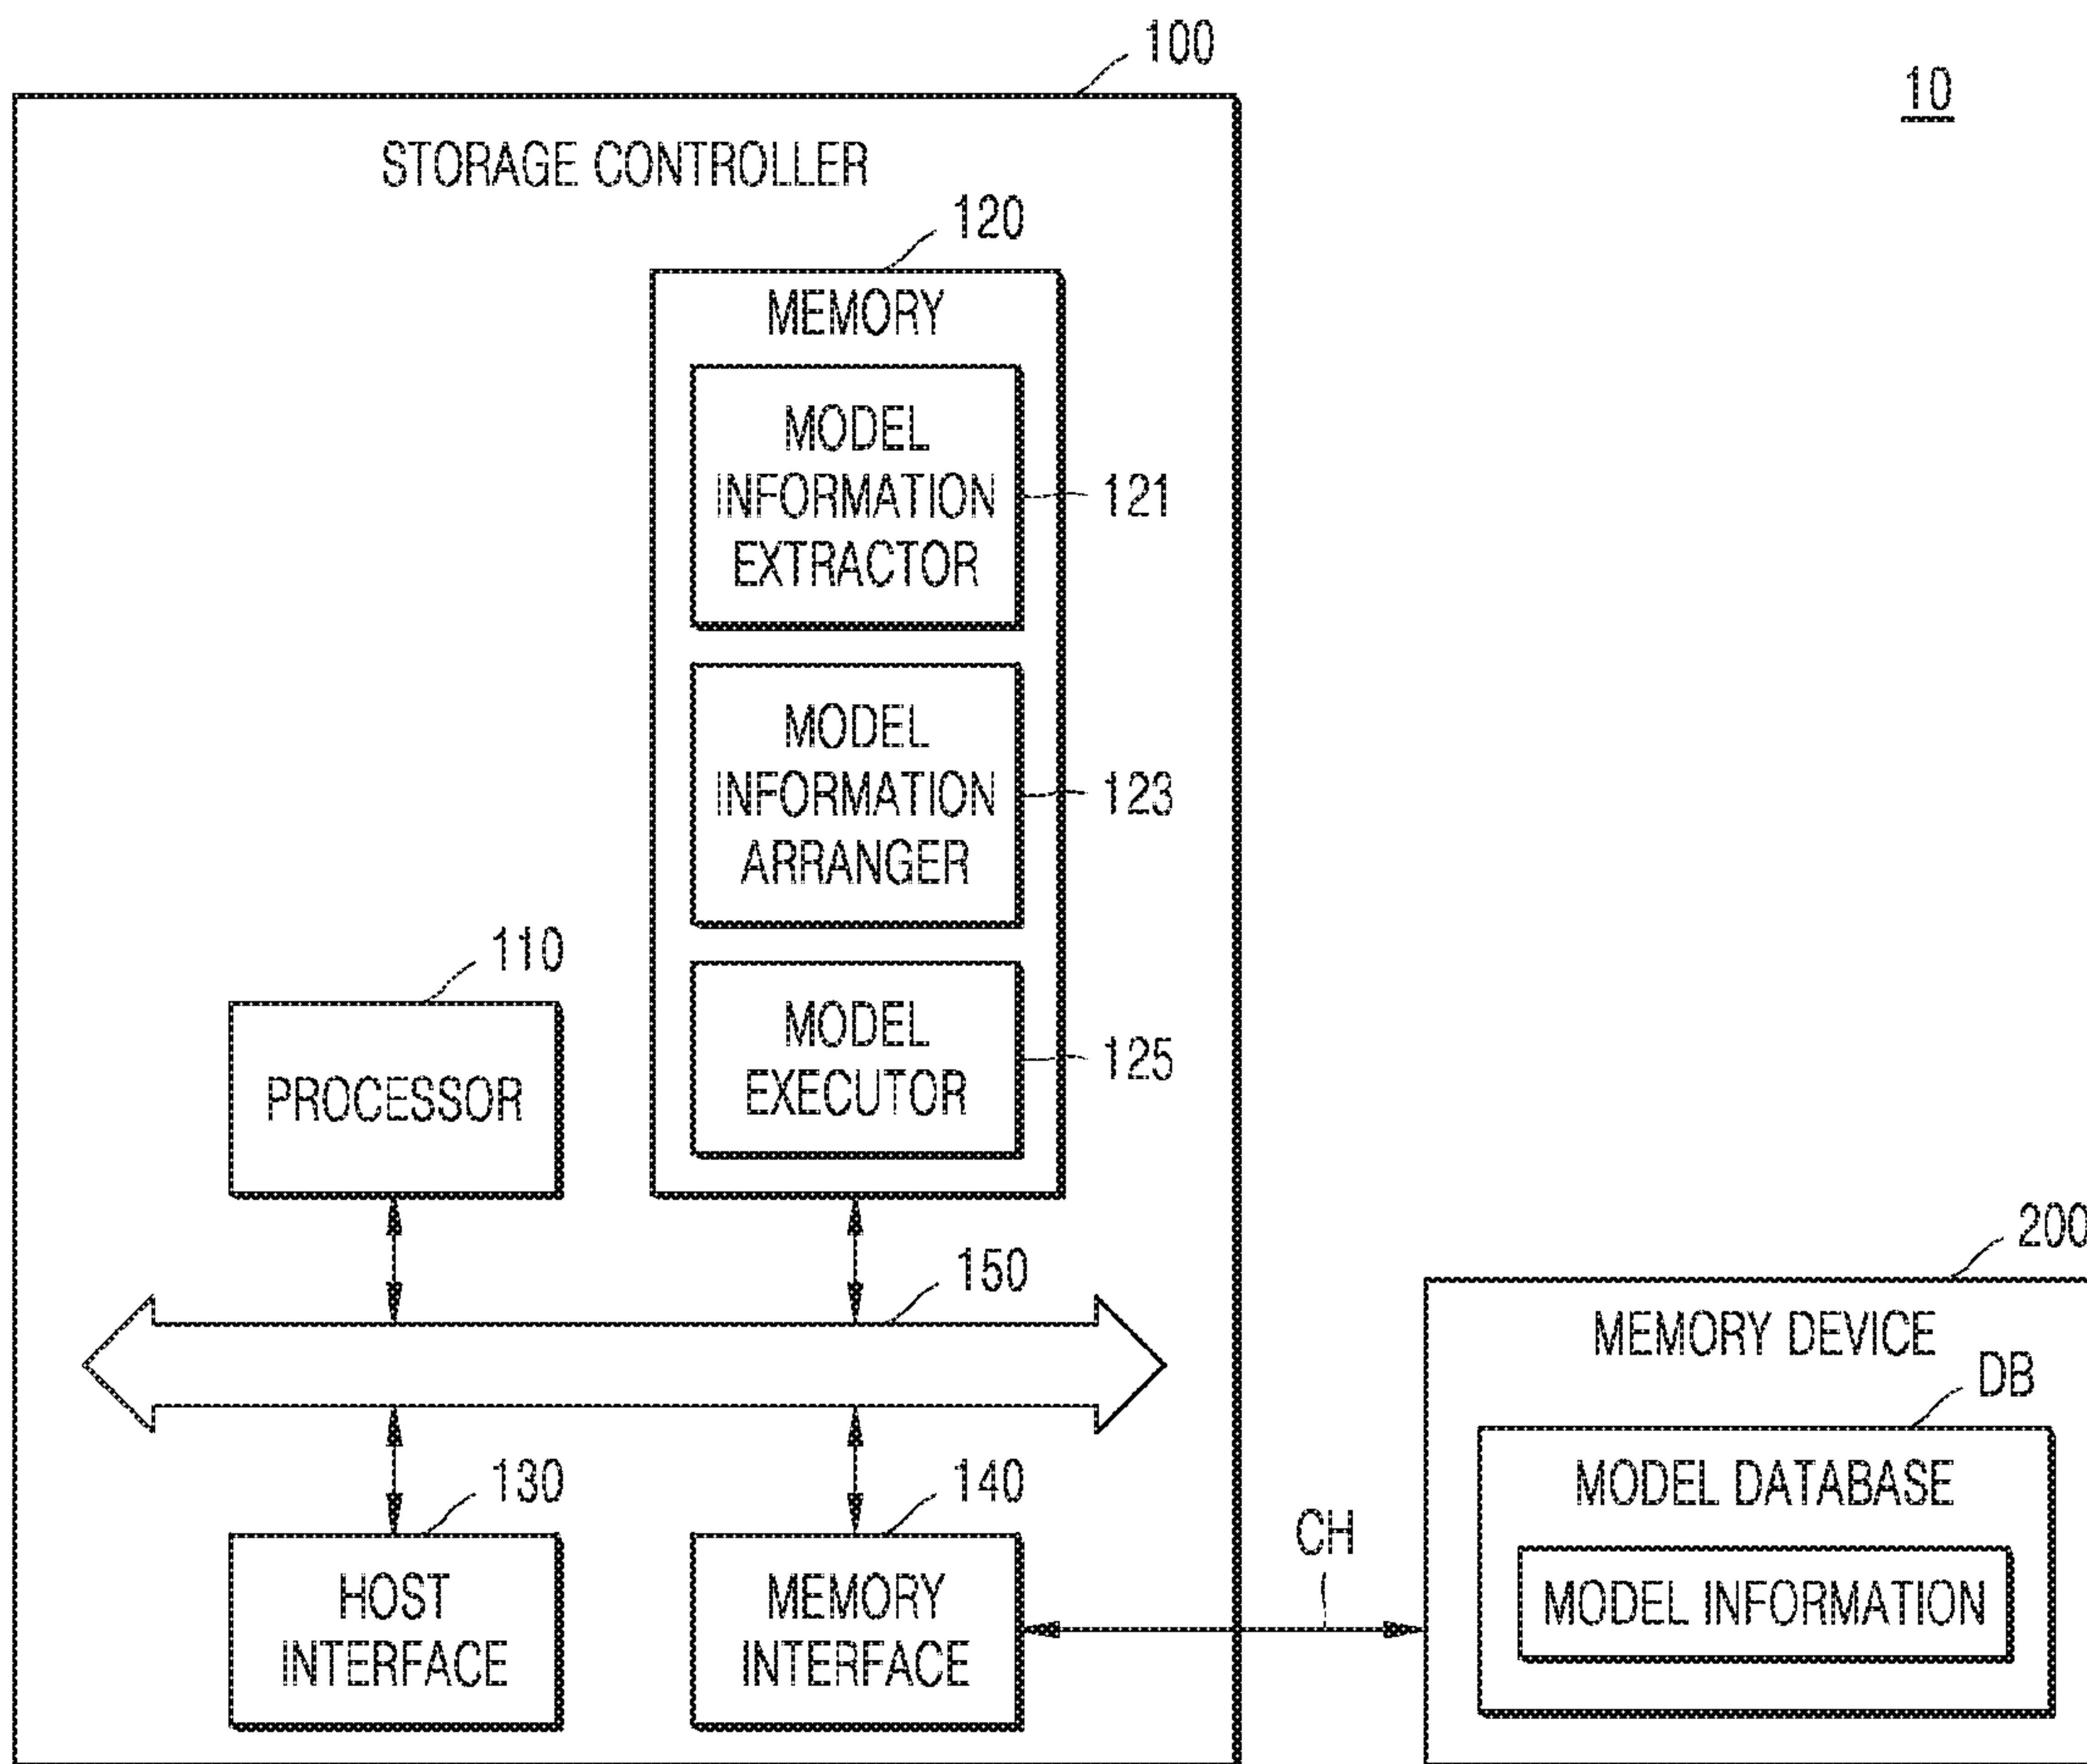 100
10
STORAGE CONTROLLER
120
MEMORY
MODEL
INFORMATION
EXTRACTOR
121
MODEL
INFORMATION
ARRANGER
123
110
PROCESSOR
MODEL
EXECUTOR
125
150
200
MEMORY DEVICE
DB
MODEL DATABASE
MODEL INFORMATION
130
HOST
INTERFACE
140
MEMORY
INTERFACE
CH